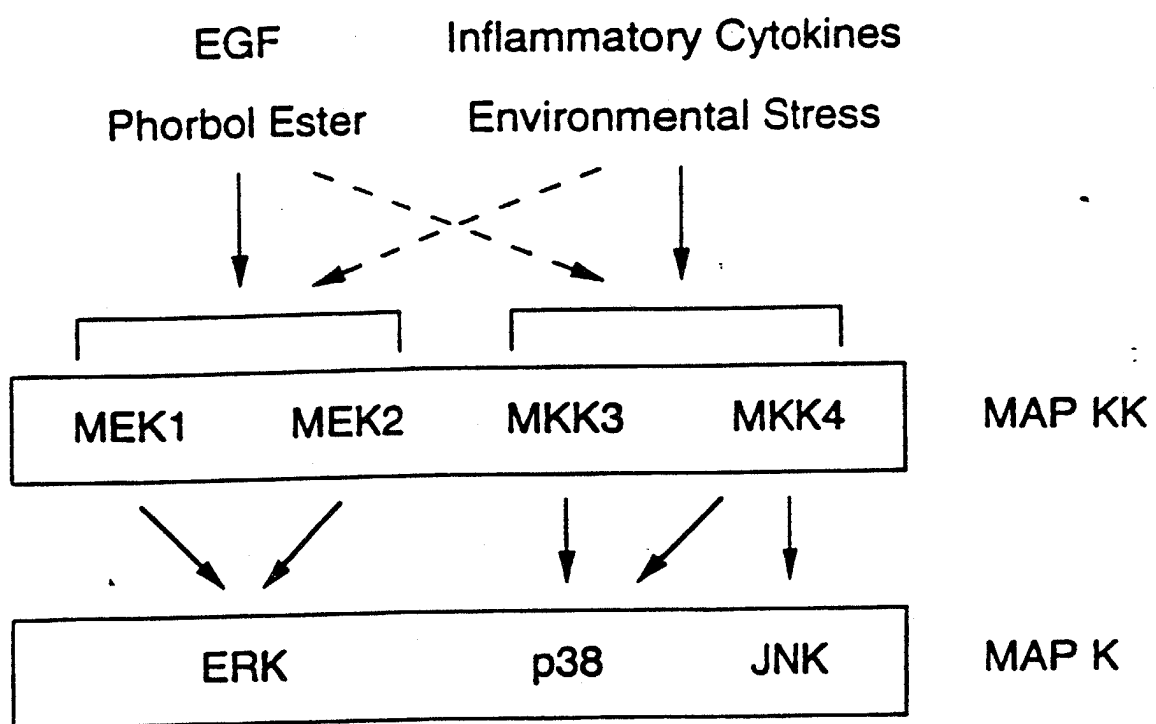 EGF
Phorbol Ester
Inflammatory Cytokines
Environmental Stress
MEK1 MEK2 MKK3 MKK4 MAP KK
ERK p38 JNK MAP K